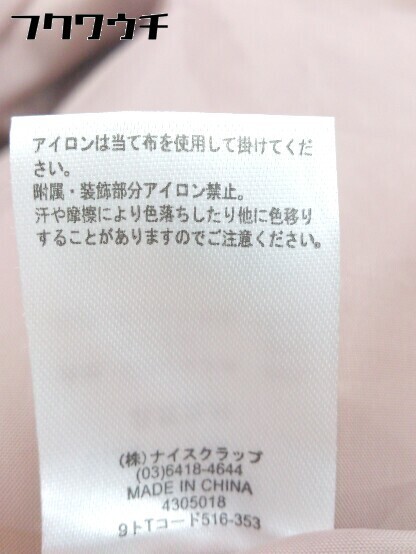 フクワウチ
アイロンは当て布を使用して掛けてくだ
さい。
附属・装飾部分アイロン禁止。
汗や摩擦により色落ちしたり他に色移り
することがありますのでご注意ください。
(株)ナイスクラップ
(03)6418-4644
MADE IN CHINA
4305018
9トTコード516-353